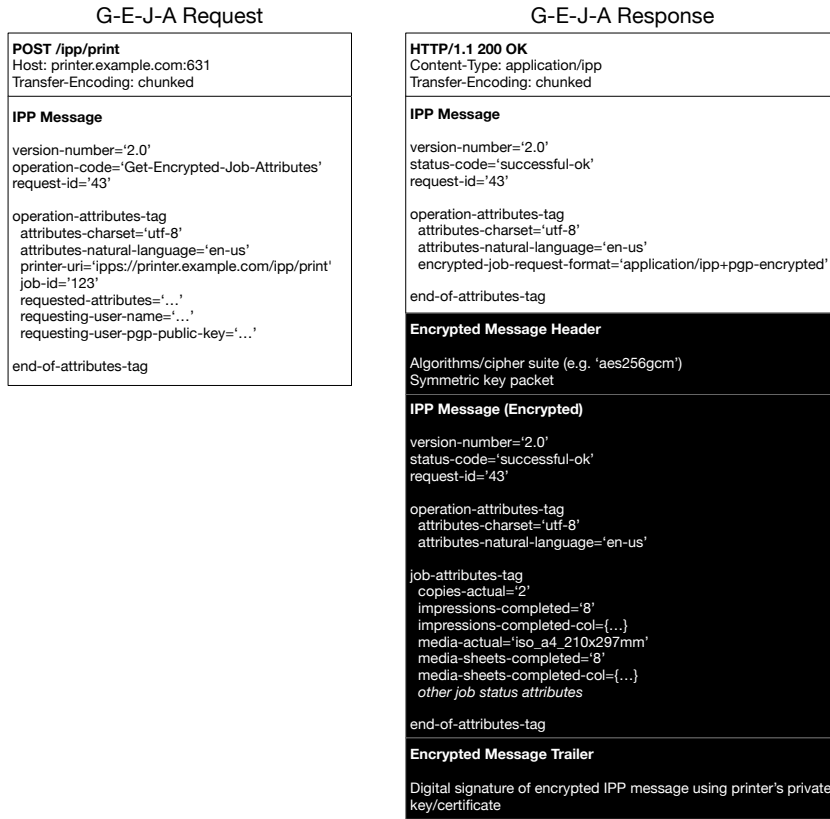 G-E-J-A Request
POST /ipp/print
Host: printer.example.com:631
Transfer-Encoding: chunked
IPP Message
version-number=‘2.0’
operation-code=‘Get-Encrypted-Job-Attributes’
request-id=’43’
operation-attributes-tag
attributes-charset=‘utf-8’
attributes-natural-language=‘en-us’
printer-uri=‘ipps://printer.example.com/ipp/print'
job-id=‘123’
requested-attributes=‘…’
requesting-user-name=‘…’
requesting-user-pgp-public-key=‘…’
end-of-attributes-tag
G-E-J-A Response
HTTP/1.1 200 OK
Content-Type: application/ipp
Transfer-Encoding: chunked
IPP Message
version-number=‘2.0’
status-code=‘successful-ok’
request-id=’43’
operation-attributes-tag
attributes-charset=‘utf-8’
attributes-natural-language=‘en-us’
encrypted-job-request-format=‘application/ipp+pgp-encrypted’
end-of-attributes-tag
Encrypted Message Header
Algorithms/cipher suite (e.g. ‘aes256gcm’)
Symmetric key packet
IPP Message (Encrypted)
version-number=‘2.0’
status-code=‘successful-ok’
request-id=’43’
operation-attributes-tag
attributes-charset=‘utf-8’
attributes-natural-language=‘en-us’
job-attributes-tag
copies-actual=‘2’
impressions-completed=‘8’
impressions-completed-col={…}
media-actual=‘iso_a4_210x297mm’
media-sheets-completed=‘8’
media-sheets-completed-col={…}
other job status attributes
end-of-attributes-tag
Encrypted Message Trailer
Digital signature of encrypted IPP message using printer’s private
key/certificate